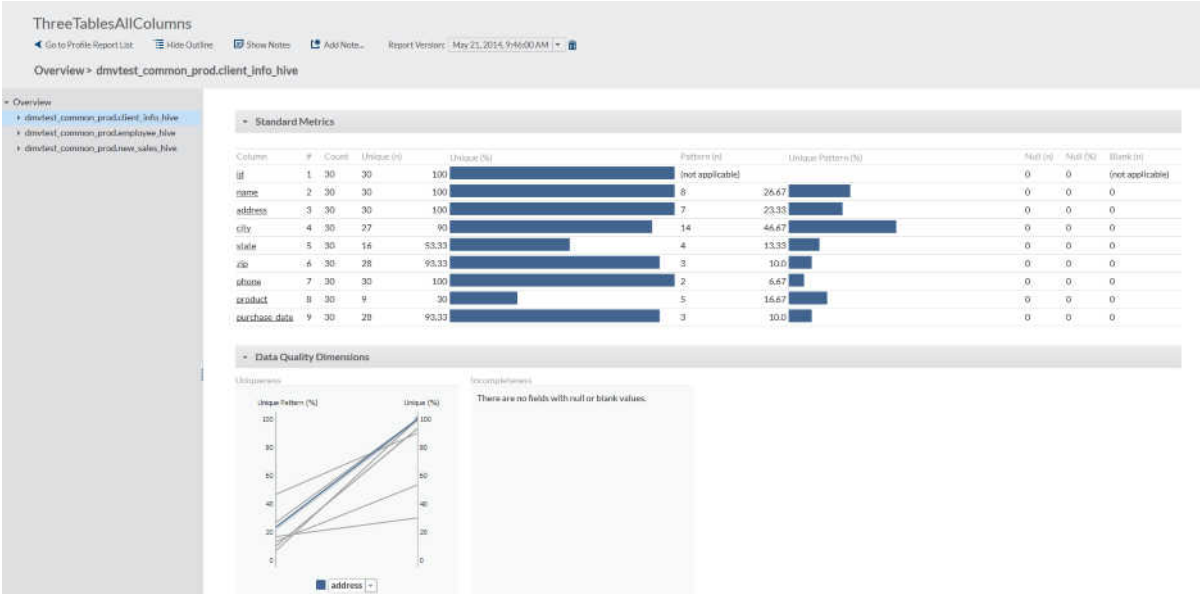 ThreeTablesAllColumns
Go to Profile Report List Hide Outline Show Notes Add Note... Report Version: May 21, 2014, 9:46:00 AM
Overview > dmvtest_common_prod.client_info_hive
Overview
dmvtest_common_prod.client_info_hive
dmvtest_common_prod.employee_hive
dmvtest_common_prod.new_sales_hive
Standard Metrics
Column # Count Unique (n) Unique (%) Pattern (n) Unique Pattern (%) Null (n) Null (%) Blank (n)
id 1 30 30 100 (not applicable) 0 0 (not applicable)
name 2 30 30 100 8 26.67 0 0 0
address 3 30 30 100 7 23.33 0 0 0
city 4 30 27 90 14 46.67 0 0 0
state 5 30 16 53.33 4 13.33 0 0 0
zip 6 30 28 93.33 3 10.0 0 0 0
phone 7 30 30 100 2 6.67 0 0 0
product 8 30 9 30 5 16.67 0 0 0
purchase_date 9 30 28 93.33 3 10.0 0 0 0
Data Quality Dimensions
Uniqueness Incompleteness
Unique Pattern (%) Unique (%) There are no fields with null or blank values.
100 100
80 80
60 60
40 40
20 20
0 0
address